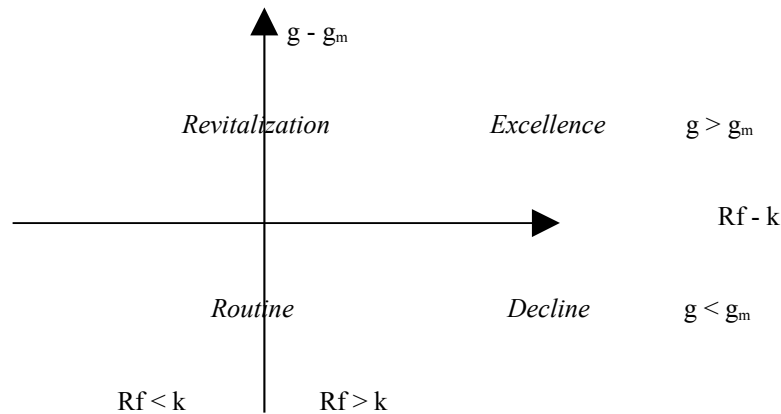 g - gm
Revitalization Excellence g > gm
Rf - k
Routine Decline g < gm
Rf < k Rf > k